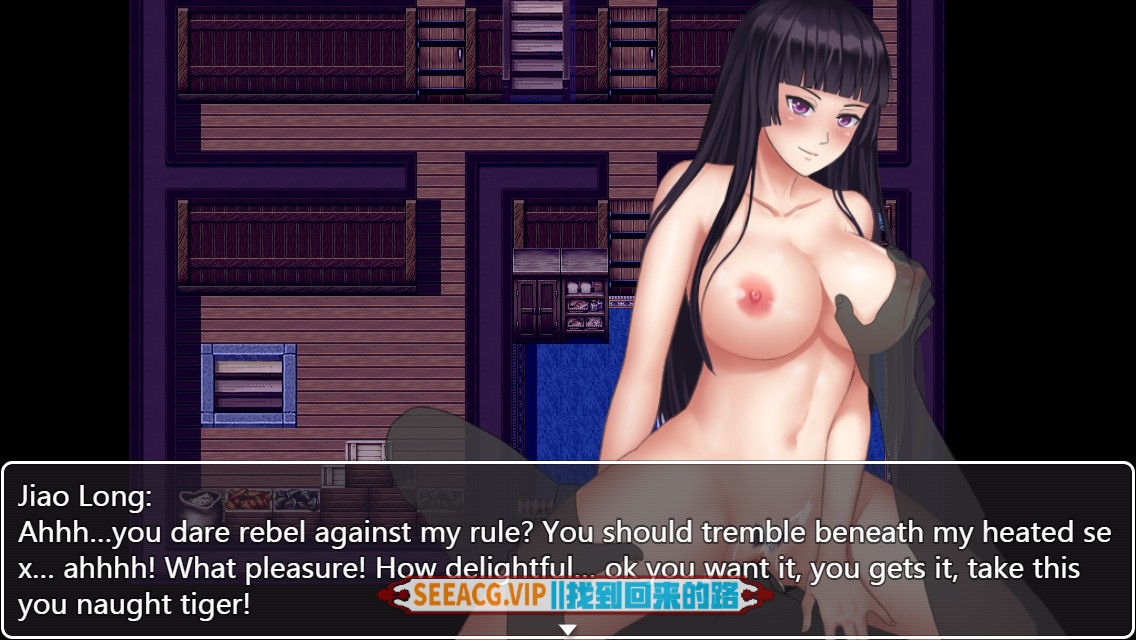 Jiao Long:
Ahhh...you dare rebel against my rule? You should tremble beneath my heated se
x... ahhhh! What pleasure! How delightful... ok you want it, you gets it, take this
you naught tiger!
SEEACG.VIP||找到回来的路